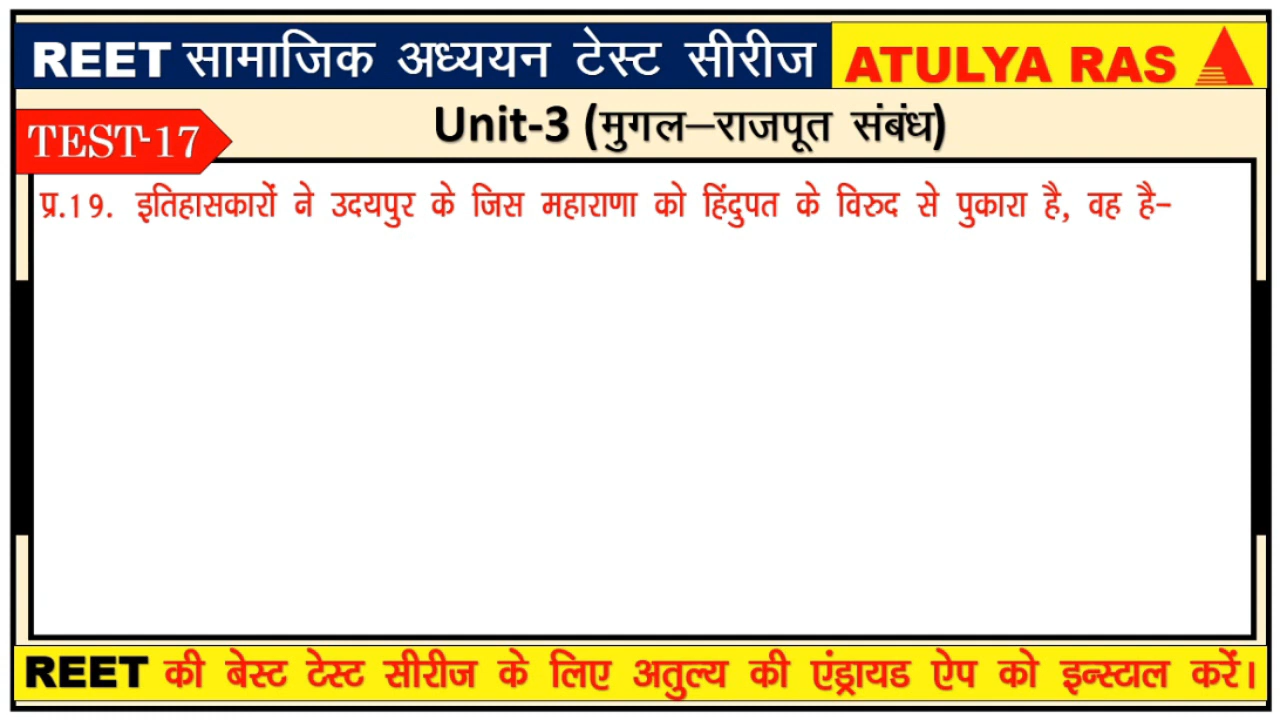 REET सामाजिक अध्ययन टेस्ट सीरीज ATULYA RAS
Unit-3 (मुगल–राजपूत संबंध)
TEST-17
प्र.19. इतिहासकारों ने उदयपुर के जिस महाराणा को हिंदुपत के विरुद से पुकारा है, वह है–
REET की बेस्ट टेस्ट सीरीज के लिए अतुल्य की एंड्रायड ऐप को इन्स्टाल करें।